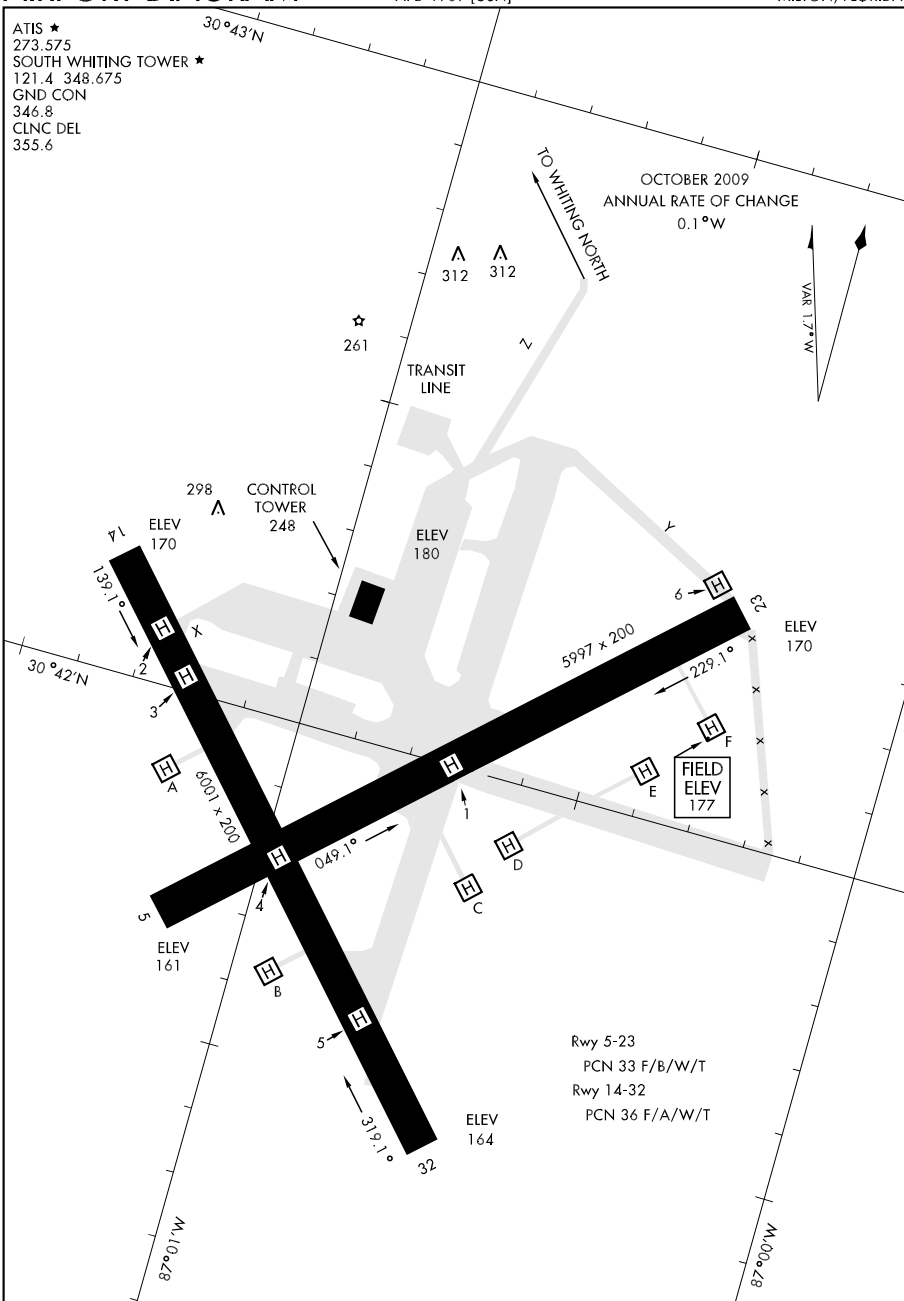 30°43'N
ATIS ★
273.575
SOUTH WHITING TOWER ★
121.4 348.675
GND CON
346.8
CLNC DEL
355.6
TO WHITING NORTH
OCTOBER 2009
ANNUAL RATE OF CHANGE
0.1°W
VAR 1.7° W
312
312
261
Z
TRANSIT
LINE
298
CONTROL
TOWER
248
ELEV
180
14
ELEV
170
139.1°
Y
6
H
23
ELEV
170
5997 x 200
229.1°
H
X
2
H
3
30°42'N
H
A
6001 x 200
H
F
FIELD
ELEV
177
H
E
H
1
H
D
049.1°
H
4
H
C
5
ELEV
161
H
B
H
5
Rwy 5-23
PCN 33 F/B/W/T
Rwy 14-32
PCN 36 F/A/W/T
319.1°
ELEV
164
32
87°01'W
87°00'W
x
x
x
x
x